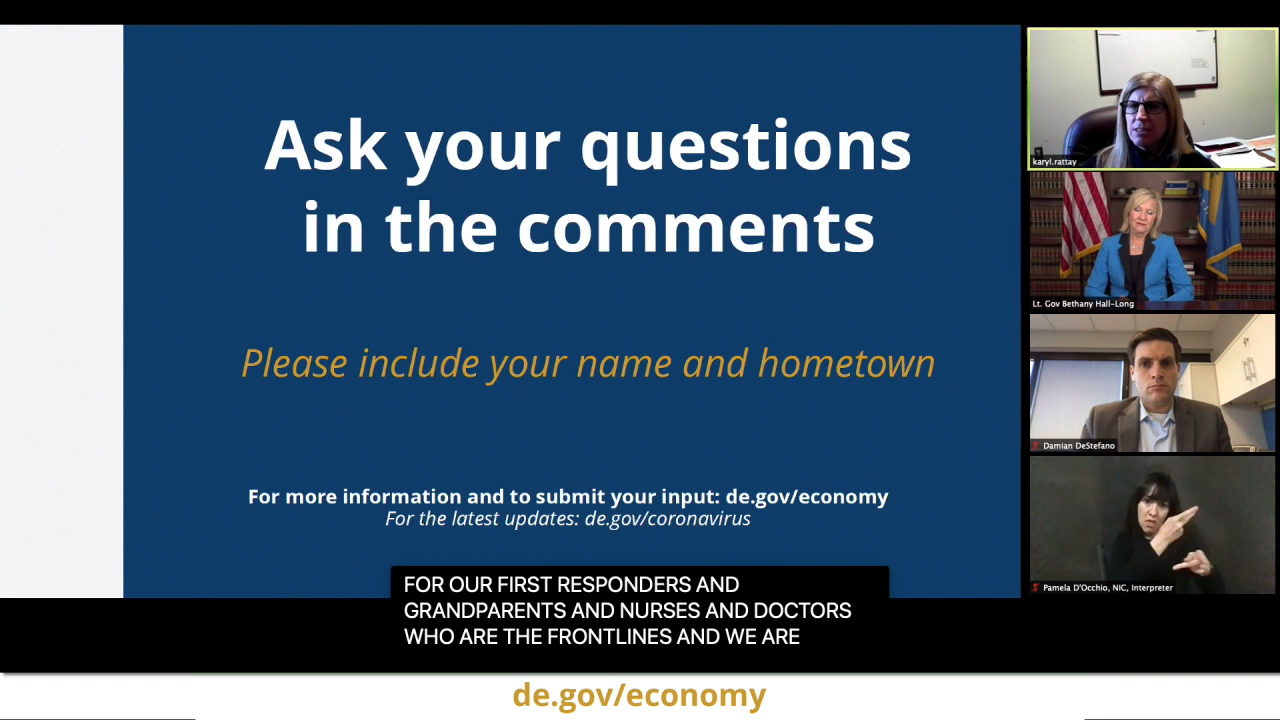 Ask your questions
in the comments
Please include your name and hometown
For more information and to submit your input: de.gov/economy
For the latest updates: de.gov/coronavirus
karyl.rattay
Lt. Gov Bethany Hall-Long
Damian DeStefano
Pamela D'Occhio, NIC, Interpreter
FOR OUR FIRST RESPONDERS AND
GRANDPARENTS AND NURSES AND DOCTORS
WHO ARE THE FRONTLINES AND WE ARE
de.gov/economy